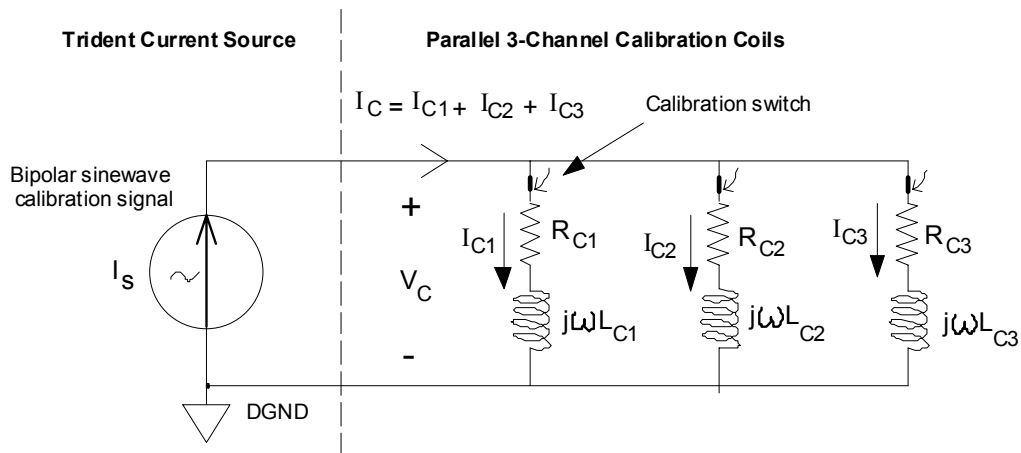 Trident Current Source
Parallel 3-Channel Calibration Coils
I_C = I_C1 + I_C2 + I_C3
Calibration switch
Bipolar sinewave
calibration signal
+
I_C1
R_C1
I_C2
R_C2
I_C3
R_C3
I_s
V_C
jωL_C1
jωL_C2
jωL_C3
-
DGND